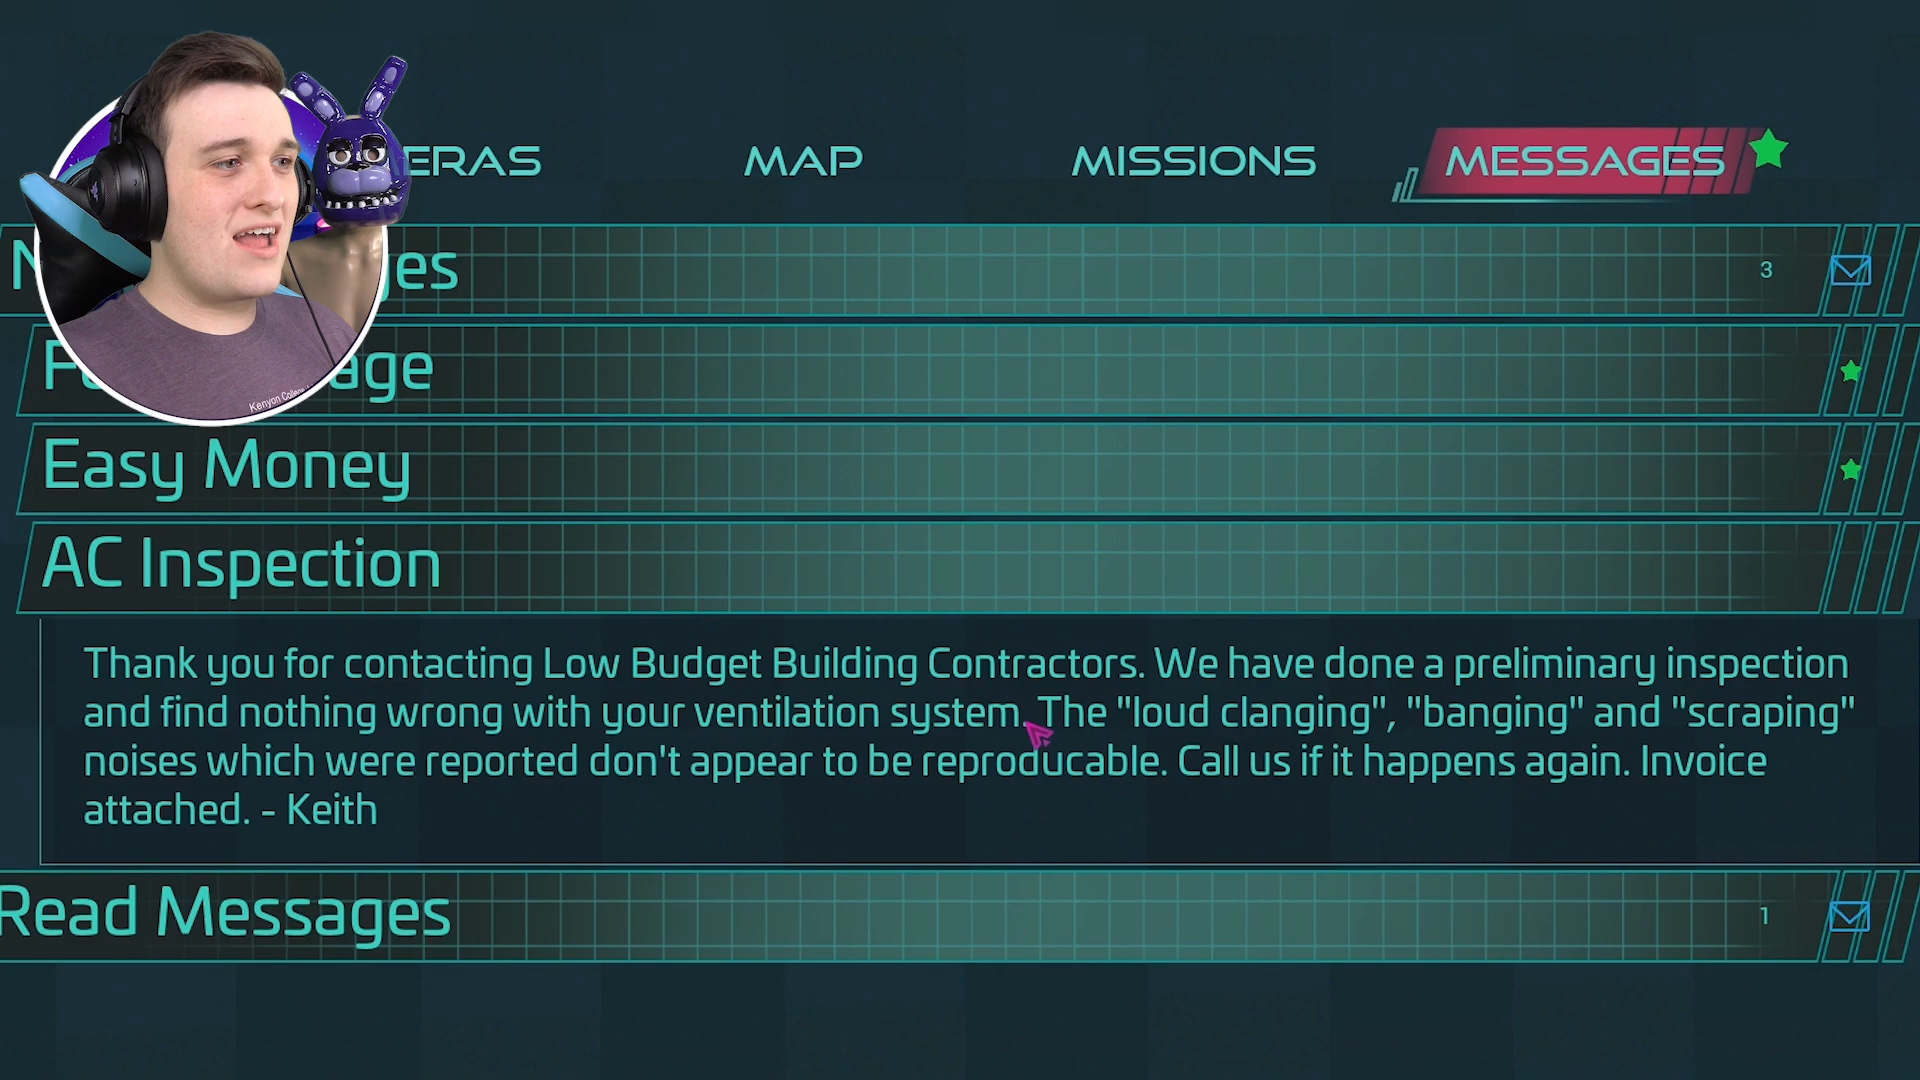 ERAS MAP MISSIONS MESSAGES
ges 3
age
Easy Money
AC Inspection
Thank you for contacting Low Budget Building Contractors. We have done a preliminary inspection
and find nothing wrong with your ventilation system. The "loud clanging", "banging" and "scraping"
noises which were reported don't appear to be reproducable. Call us if it happens again. Invoice
attached. - Keith
Read Messages 1
Kenyon College